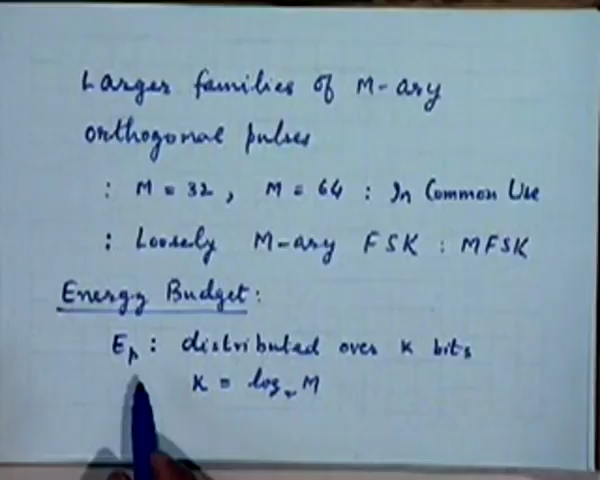 Larger families of M-ary
orthogonal pulses
: M = 32, M = 64 : In Common Use
: Loosely M-ary FSK : MFSK
Energy Budget:
Ep : distributed over K bits
K = log₂ M